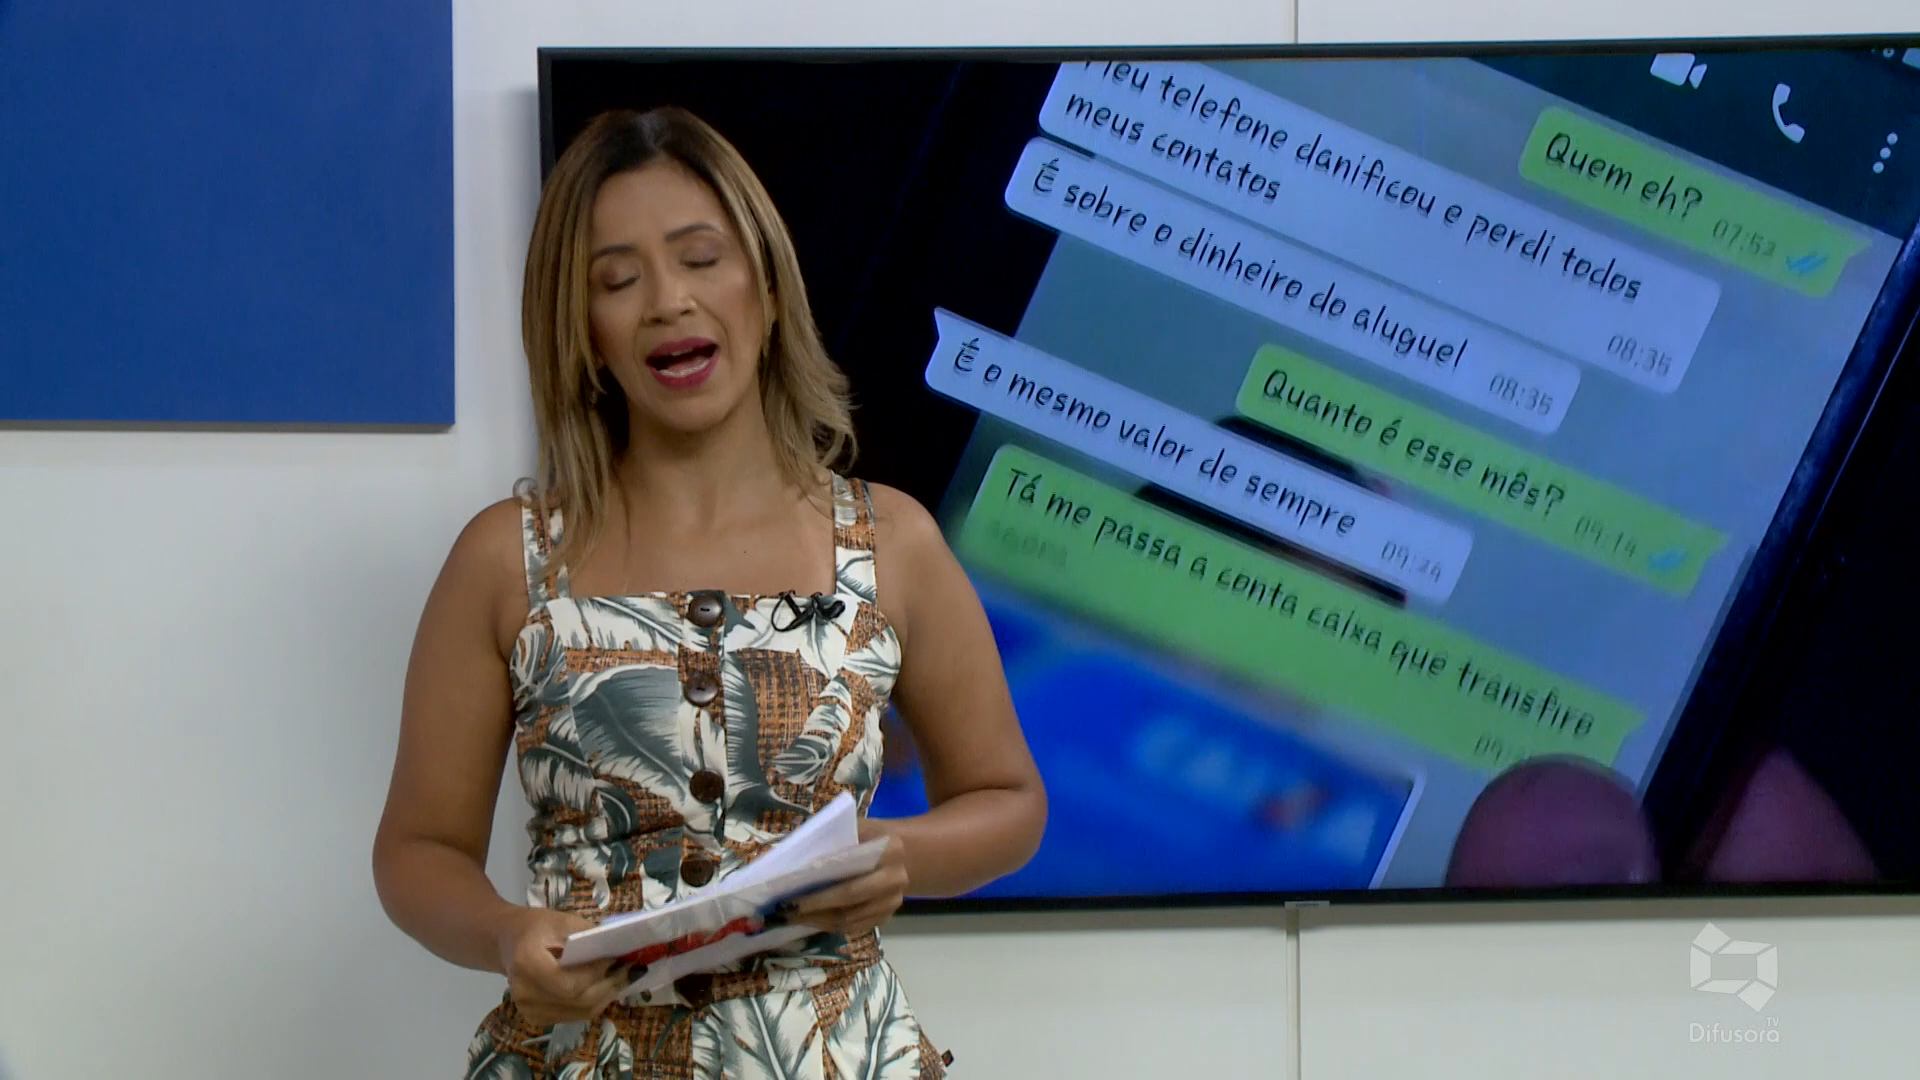 Quem eh? 07:53
Meu telefone danificou e perdi todos
meus contatos
08:35
É sobre o dinheiro do aluguel 08:35
Quanto é esse mês? 09:14
É o mesmo valor de sempre 09:24
Tá me passa a conta caixa que transfiro
TV
Difusora